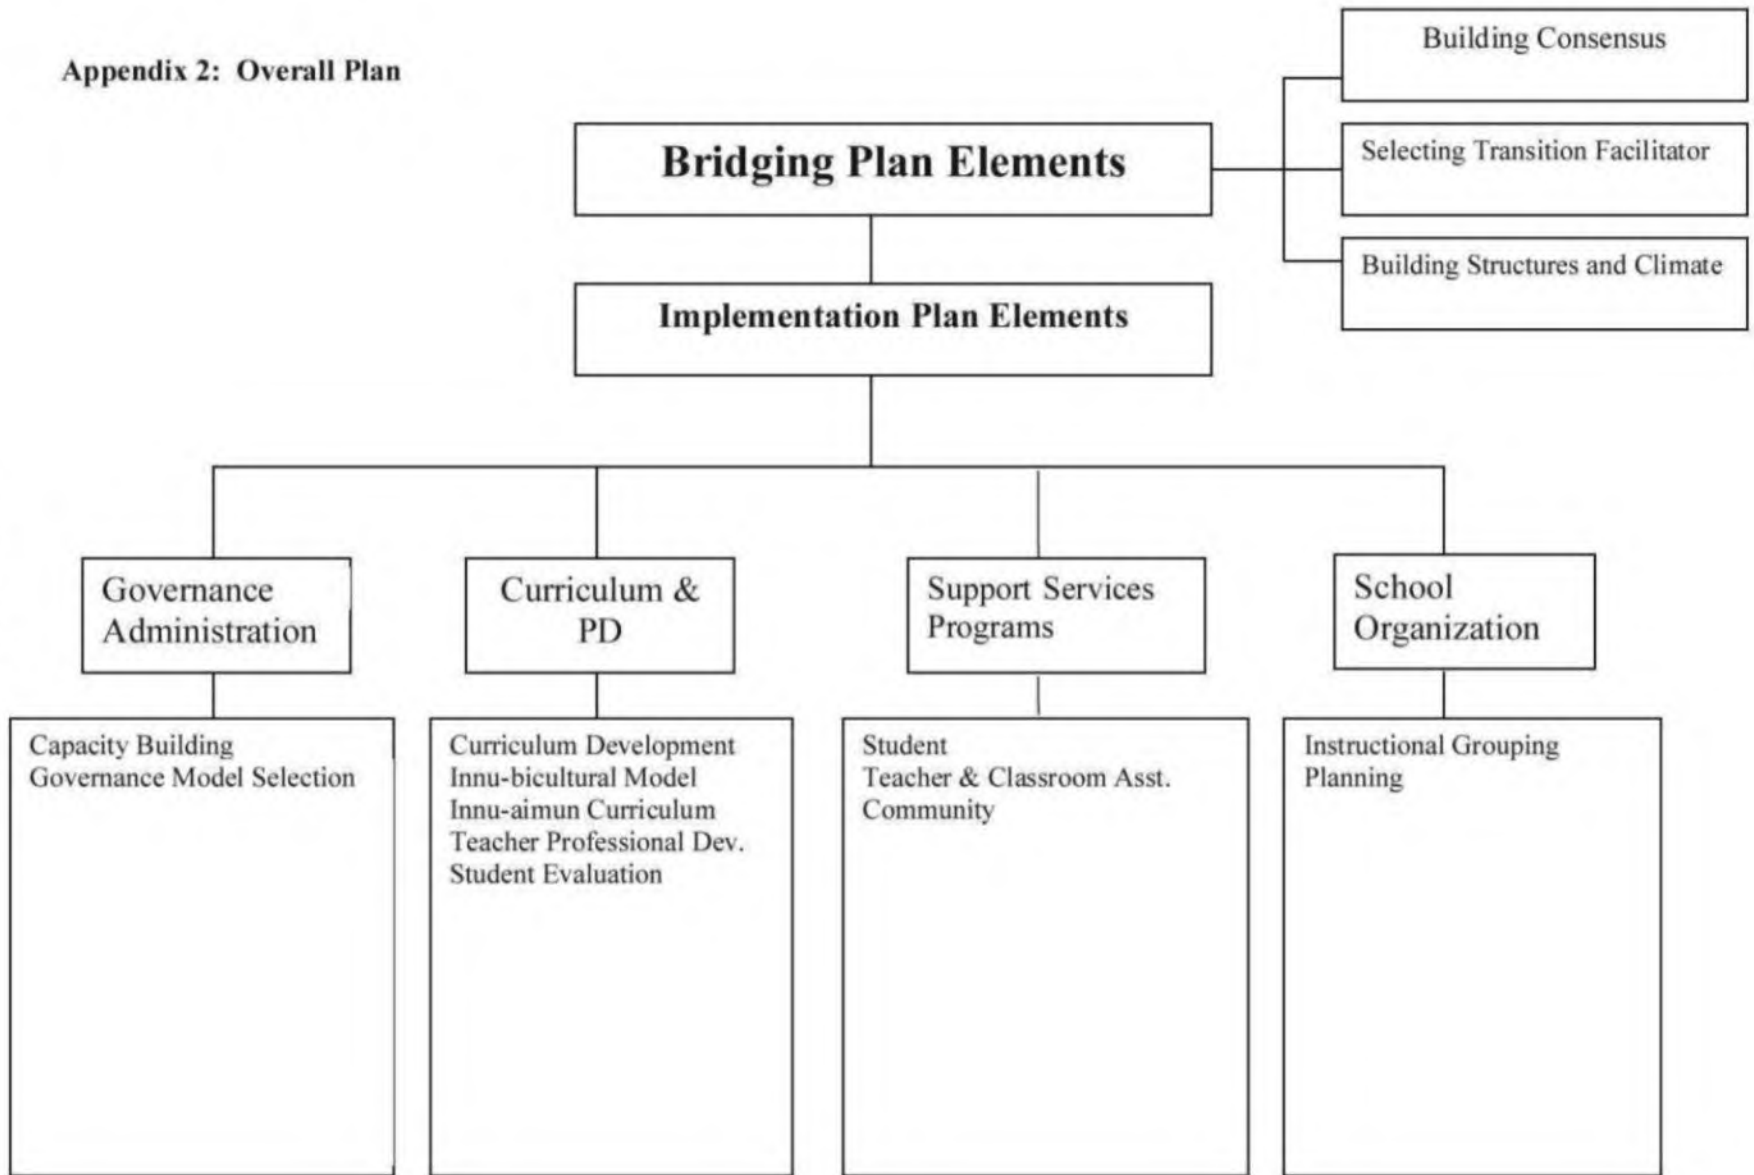 Appendix 2: Overall Plan
Building Consensus
Bridging Plan Elements
Selecting Transition Facilitator
Building Structures and Climate
Implementation Plan Elements
Governance
Administration
Curriculum &
PD
Support Services
Programs
School
Organization
Capacity Building
Governance Model Selection
Curriculum Development
Innu-bicultural Model
Innu-aimun Curriculum
Teacher Professional Dev.
Student Evaluation
Student
Teacher & Classroom Asst.
Community
Instructional Grouping
Planning